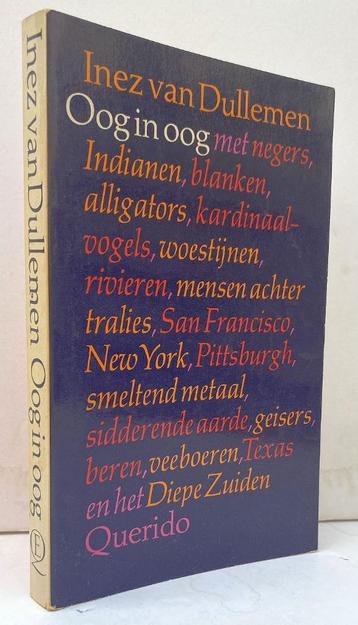 Inez van Dullemen Oog in oog
Inez van Dullemen
Oog in oog met negers,
Indianen, blanken,
alligators, kardinaal-
vogels, woestijnen,
rivieren, mensen achter
tralies, San Francisco,
New York, Pittsburgh,
smeltend metaal,
sidderende aarde, geisers,
beren, veeboeren, Texas
en het Diepe Zuiden
Querido